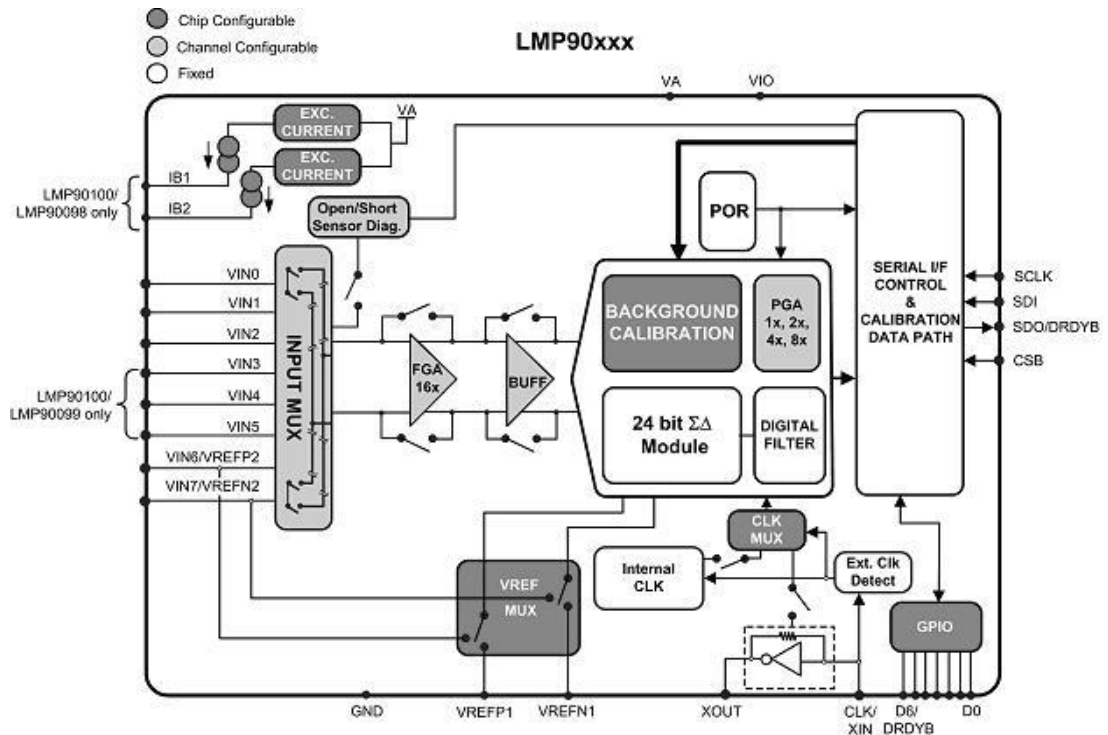 Chip Configurable
Channel Configurable
Fixed
LMP90xxx
VA
VIO
EXC.
CURRENT
VA
EXC.
CURRENT
IB1
LMP90100/
LMP90098 only
IB2
Open/Short
Sensor Diag.
POR
SERIAL I/F
CONTROL
&
CALIBRATION
DATA PATH
SCLK
SDI
SDO/DRDYB
CSB
VIN0
VIN1
VIN2
VIN3
LMP90100/
LMP90099 only
VIN4
VIN5
VIN6/VREFP2
VIN7/VREFN2
INPUT MUX
FGA
16x
BUFF
BACKGROUND
CALIBRATION
PGA
1x, 2x,
4x, 8x
24 bit ΣΔ
Module
DIGITAL
FILTER
CLK
MUX
Internal
CLK
Ext. Clk
Detect
VREF
MUX
GPIO
GND
VREFP1
VREFN1
XOUT
CLK/
XIN
D6/
DRDYB
D0